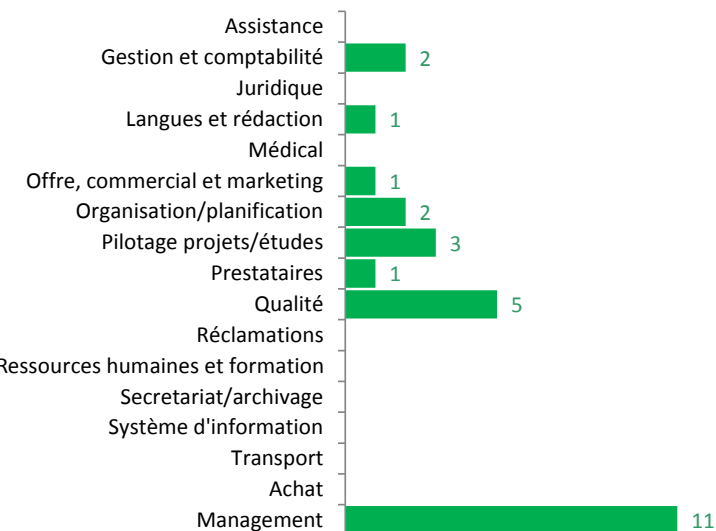 Assistance
Gestion et comptabilité 2
Juridique
Langues et rédaction 1
Médical
Offre, commercial et marketing 1
Organisation/planification 2
Pilotage projets/études 3
Prestataires 1
Qualité 5
Réclamations
Ressources humaines et formation
Secretariat/archivage
Système d'information
Transport
Achat
Management 11